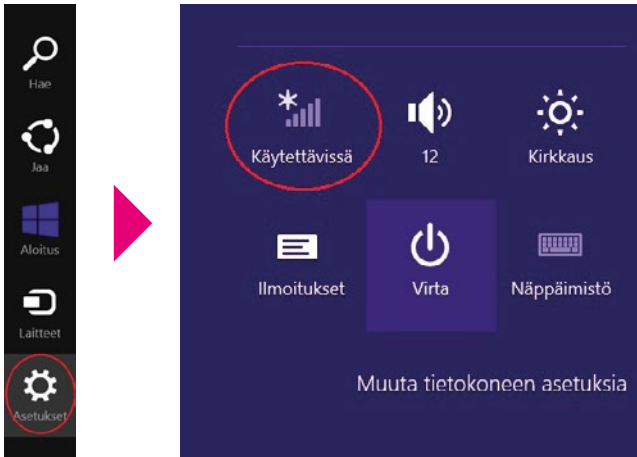 Hae
Jaa
Aloitus
Laitteet
Asetukset
Käytettävissä
12
Kirkkaus
Ilmoitukset
Virta
Näppäimistö
Muuta tietokoneen asetuksia